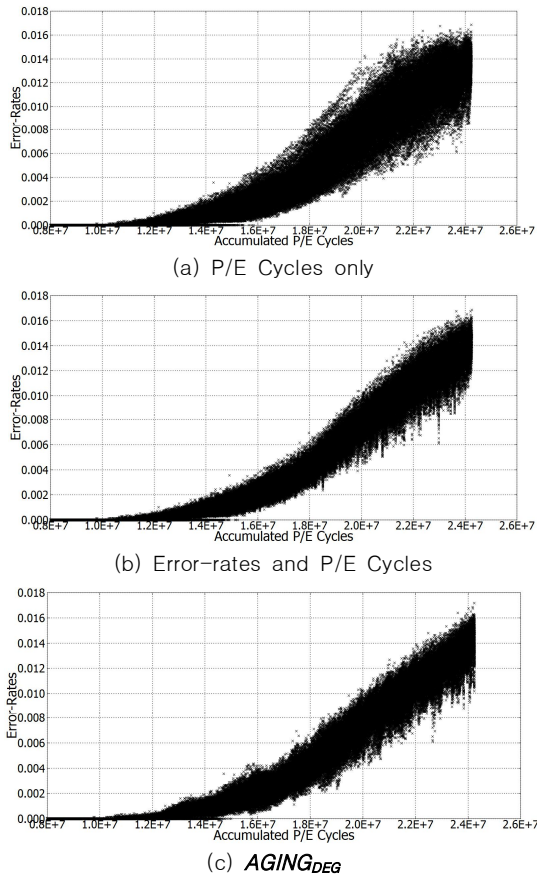 0.018
0.016
0.014
0.012
0.010
Error-Rates
0.008
0.006
0.004
0.002
0.000
0.8E+7 1.0E+7 1.2E+7 1.4E+7 1.6E+7 1.8E+7 2.0E+7 2.2E+7 2.4E+7 2.6E+7
Accumulated P/E Cycles
(a) P/E Cycles only
0.018
0.016
0.014
0.012
0.010
Error-Rates
0.008
0.006
0.004
0.002
0.000
0.8E+7 1.0E+7 1.2E+7 1.4E+7 1.6E+7 1.8E+7 2.0E+7 2.2E+7 2.4E+7 2.6E+7
Accumulated P/E Cycles
(b) Error-rates and P/E Cycles
0.018
0.016
0.014
0.012
0.010
Error-Rates
0.008
0.006
0.004
0.002
0.000
0.8E+7 1.0E+7 1.2E+7 1.4E+7 1.6E+7 1.8E+7 2.0E+7 2.2E+7 2.4E+7 2.6E+7
Accumulated P/E Cycles
(c) AGING_DEG